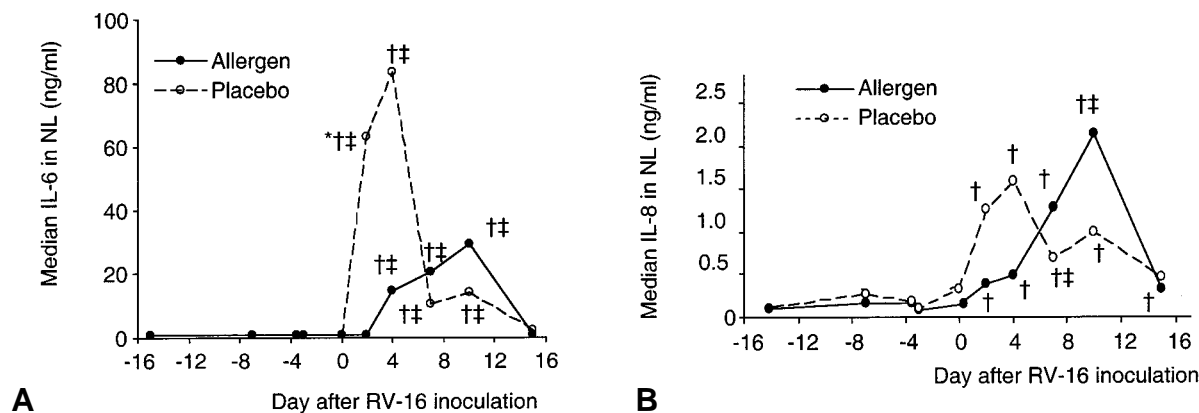 Median IL-6 in NL (ng/ml)
100
80
60
40
20
0
Allergen
Placebo
†‡
*†‡
†‡
†‡
†‡
†‡
†‡
-16 -12 -8 -4 0 4 8 12 16
Day after RV-16 inoculation
A
Median IL-8 in NL (ng/ml)
2.5
2.0
1.5
1.0
0.5
0
Allergen
Placebo
†‡
†
†
†
†
†
†‡
†
†
-16 -12 -8 -4 0 4 8 12 16
Day after RV-16 inoculation
B